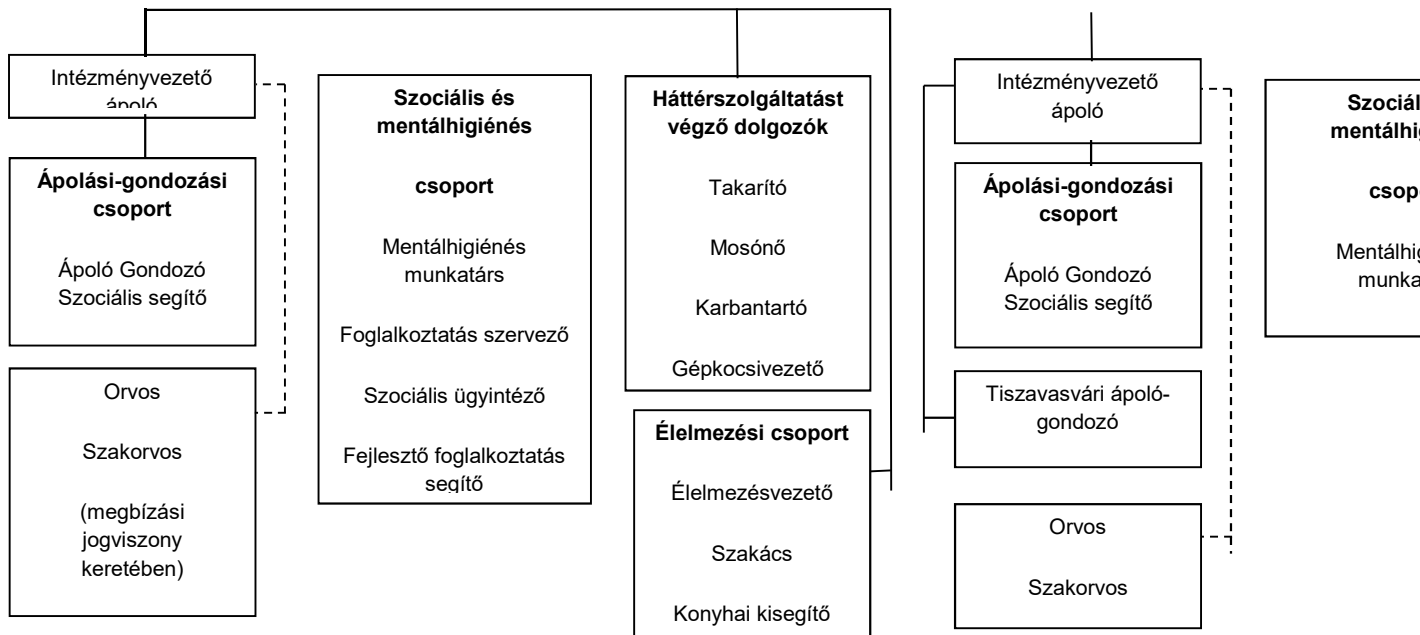 Intézményvezető
ápoló
Ápolási-gondozási
csoport
Ápoló Gondozó
Szociális segítő
Orvos
Szakorvos
(megbízási
jogviszony
keretében)
Szociális és
mentálhigiénés
csoport
Mentálhigiénés
munkatárs
Foglalkoztatás szervező
Szociális ügyintéző
Fejlesztő foglalkoztatás
segítő
Háttérszolgáltatást
végző dolgozók
Takarító
Mosónő
Karbantartó
Gépkocsivezető
Élelmezési csoport
Élelmezésvezető
Szakács
Konyhai kisegítő
Intézményvezető
ápoló
Ápolási-gondozási
csoport
Ápoló Gondozó
Szociális segítő
Tiszavasvári ápoló-
gondozó
Orvos
Szakorvos